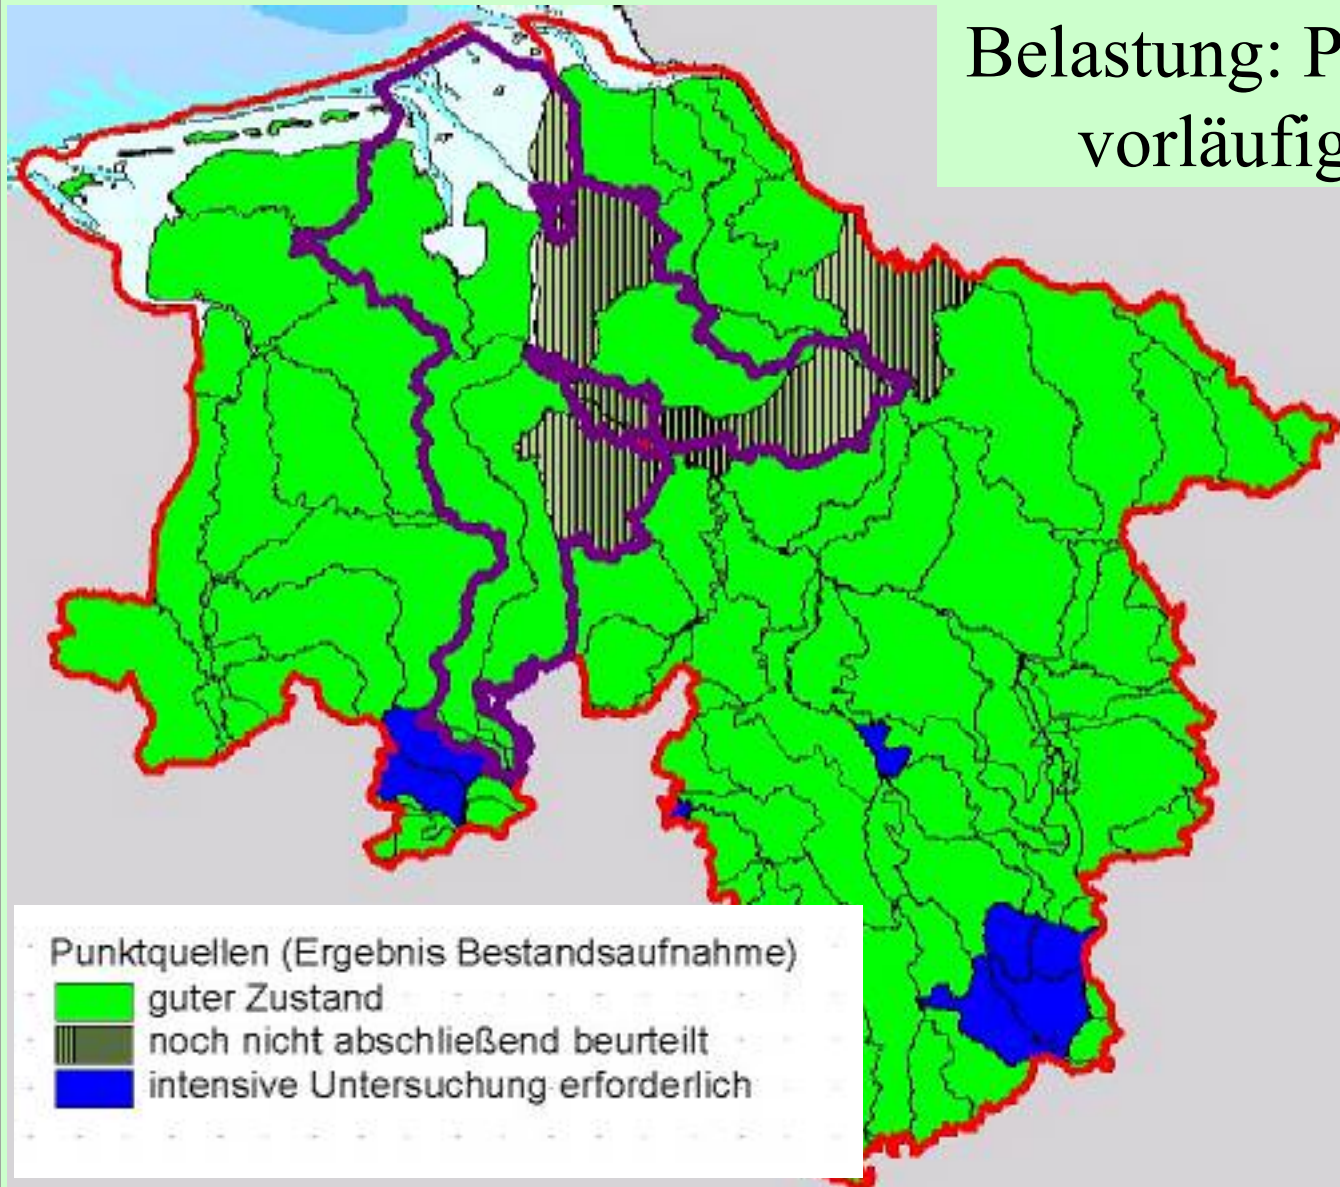 Belastung: P
vorläufig
Punktquellen (Ergebnis Bestandsaufnahme)
guter Zustand
noch nicht abschließend beurteilt
intensive Untersuchung erforderlich